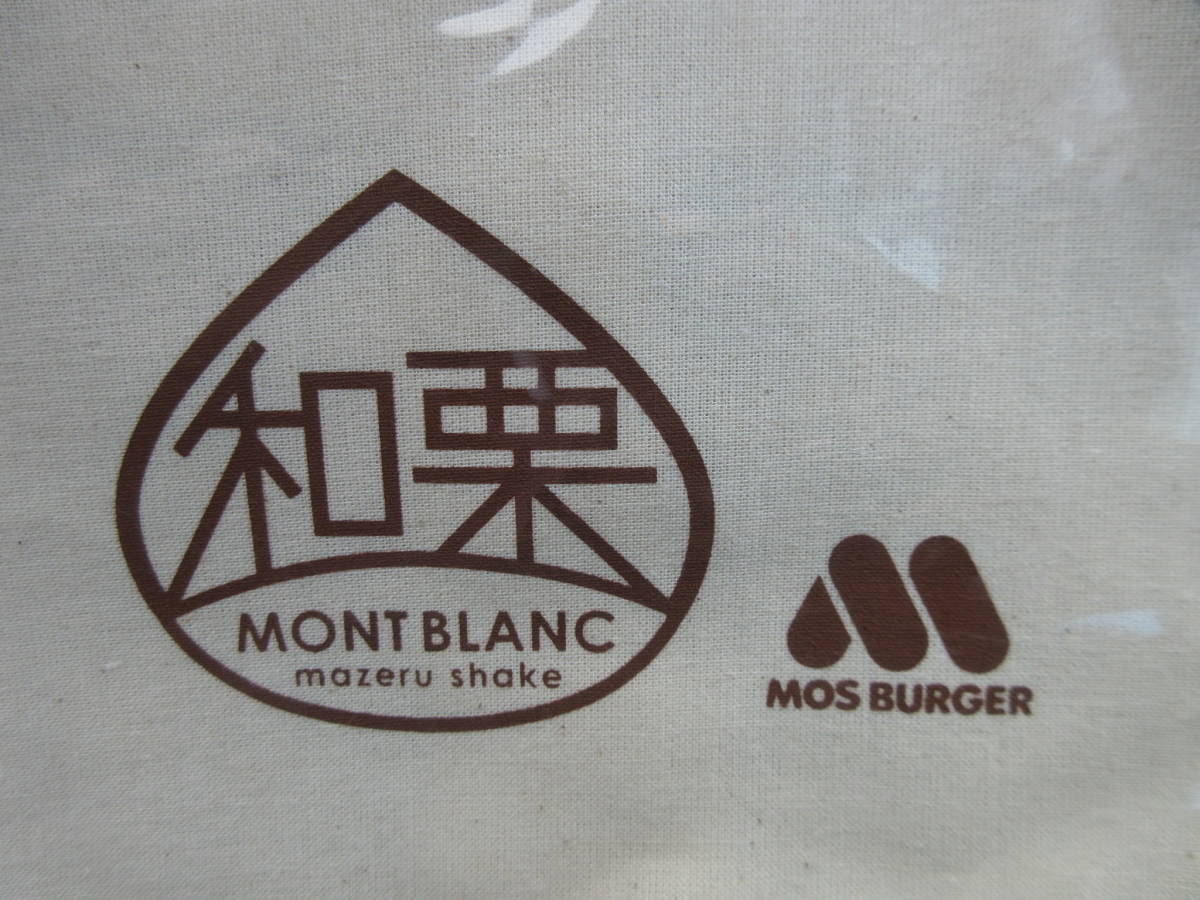 和栗
MONT BLANC
mazeru shake
MOS BURGER